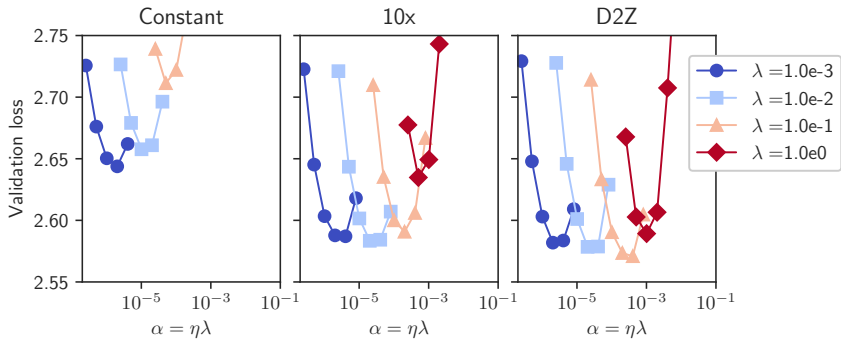 Constant 10x D2Z
Validation loss
2.75
2.70
2.65
2.60
2.55
10⁻⁵ 10⁻³ 10⁻¹ 10⁻⁵ 10⁻³ 10⁻¹ 10⁻⁵ 10⁻³ 10⁻¹
α = ηλ α = ηλ α = ηλ
λ =1.0e-3
λ =1.0e-2
λ =1.0e-1
λ =1.0e0